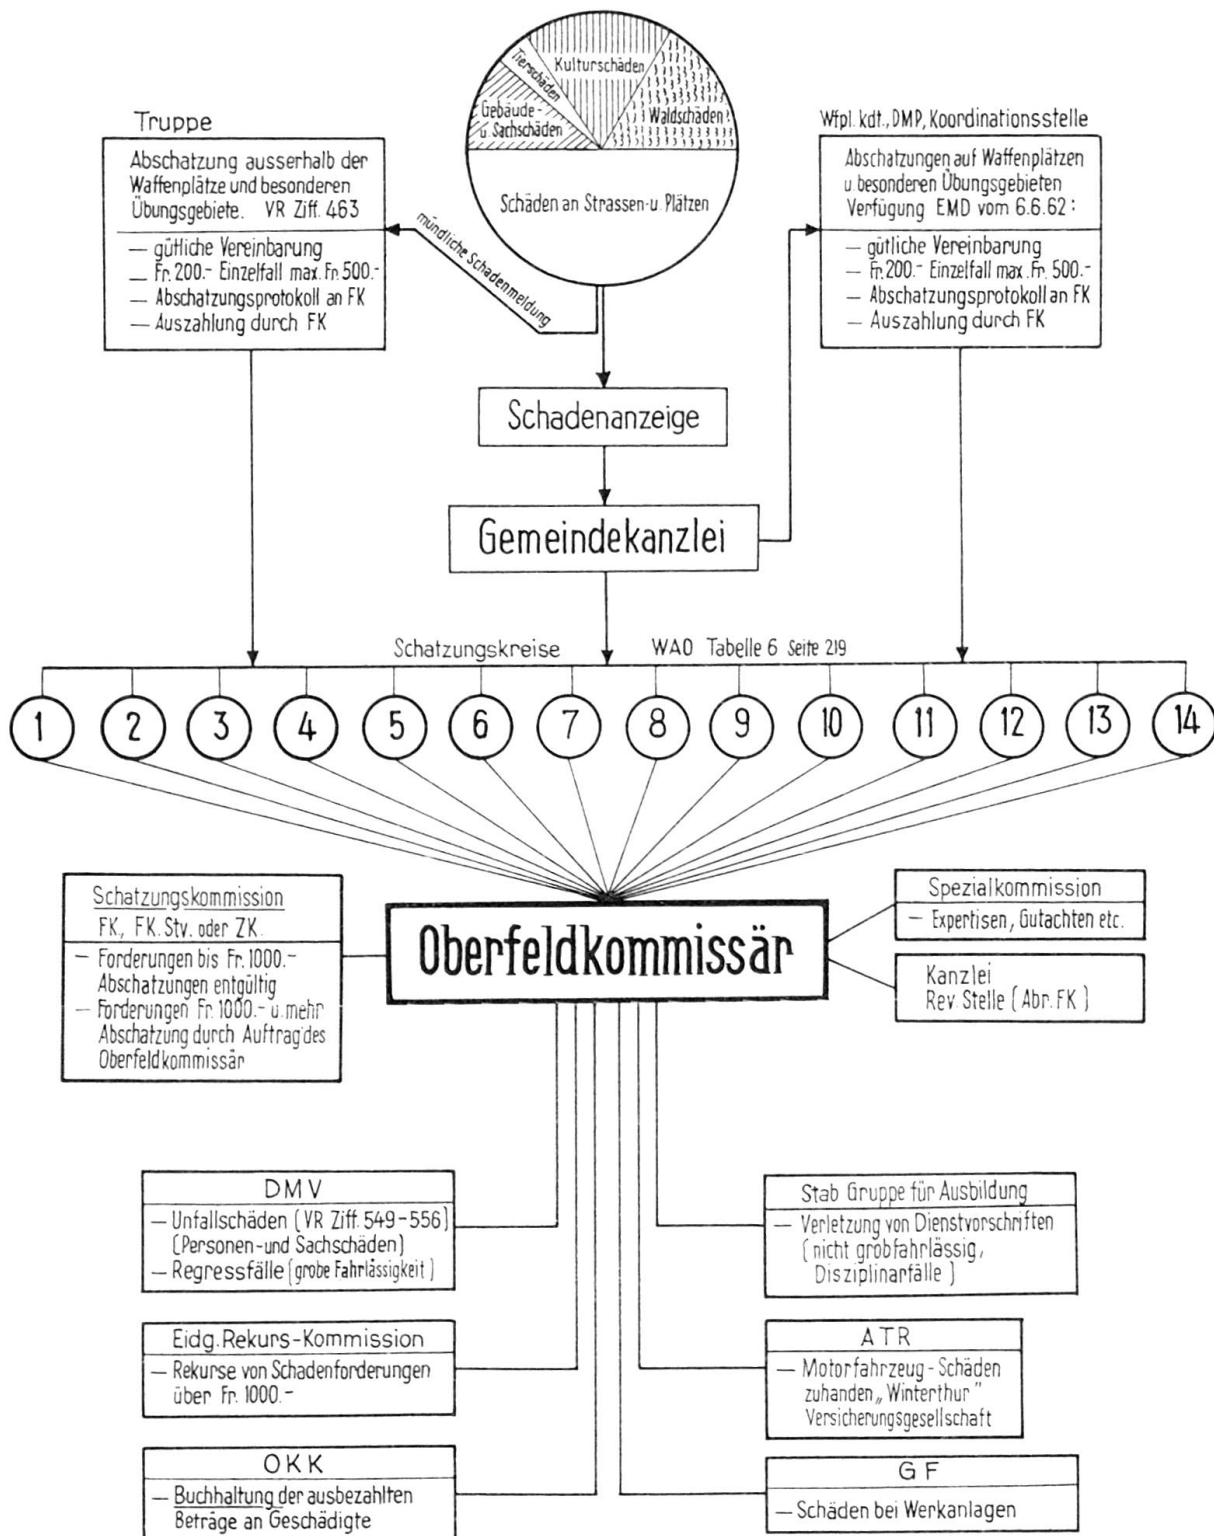 Tierschäden
Kulturschäden
Gebäude-
u. Sachschäden
Waldschäden
Schäden an Strassen- u. Plätzen
Truppe
Abschatzung ausserhalb der
Waffenplätze und besonderen
Übungsgebiete. VR Ziff. 463
— gütliche Vereinbarung
— Fr. 200.- Einzelfall max. Fr. 500.-
— Abschatzungsprotokoll an FK
— Auszahlung durch FK
mündliche Schadenmeldung
Wfpl. kdt., DMP, Koordinationsstelle
Abschatzungen auf Waffenplätzen
u. besonderen Übungsgebieten
Verfügung EMD vom 6.6.62:
— gütliche Vereinbarung
— Fr. 200.- Einzelfall max. Fr. 500.-
— Abschatzungsprotokoll an FK
— Auszahlung durch FK
Schadenanzeige
Gemeindekanzlei
Schatzungskreise WAO Tabelle 6 Seite 219
1 2 3 4 5 6 7 8 9 10 11 12 13 14
Schatzungskommission
FK, FK. Stv. oder ZK.
— Forderungen bis Fr. 1000.-
Abschatzungen entgültig
— Forderungen Fr. 1000.- u. mehr
Abschatzung durch Auftrag des
Oberfeldkommissär
Oberfeldkommissär
Spezialkommission
— Expertisen, Gutachten etc.
Kanzlei
Rev. Stelle (Abr. FK)
DMV
— Unfallschäden (VR Ziff. 549-556)
(Personen- und Sachschäden)
— Regressfälle (grobe Fahrlässigkeit)
Eidg. Rekurs-Kommission
— Rekurse von Schadenforderungen
über Fr. 1000.-
OKK
— Buchhaltung der ausbezahlten
Beträge an Geschädigte
Stab Gruppe für Ausbildung
— Verletzung von Dienstvorschriften
(nicht grobfahrlässig,
Disziplinarfälle)
ATR
— Motorfahrzeug-Schäden
zuhanden „Winterthur"
Versicherungsgesellschaft
GF
— Schäden bei Werkanlagen